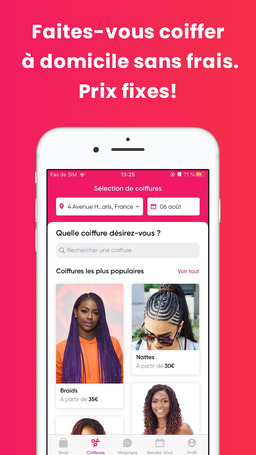 Faites-vous coiffer
à domicile sans frais.
Prix fixes!
Pas de SIM
13:25
71 %
Sélection de coiffures
4 Avenue H...aris, France
06 août
Quelle coiffure désirez-vous ?
Rechercher une coiffure
Coiffures les plus populaires
Voir tout
Braids
À partir de 35€
Nattes
À partir de 30€
Shop
Coiffeuse
Messages
Rendez-Vous
Profil